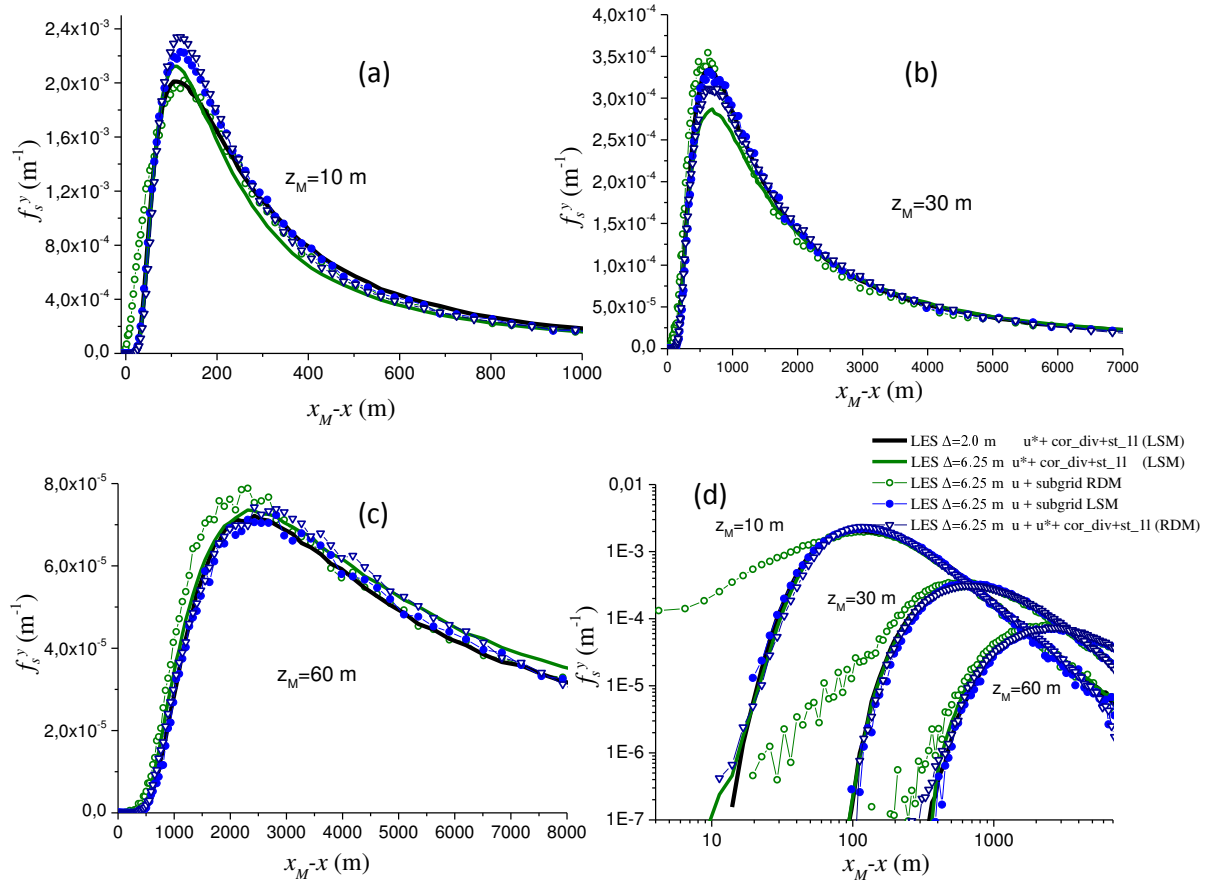 2,4x10⁻³
2,0x10⁻³
1,6x10⁻³
1,2x10⁻³
8,0x10⁻⁴
4,0x10⁻⁴
0,0
f_s^y (m⁻¹)
(a)
z_M=10 m
0 200 400 600 800 1000
x_M-x (m)
4,0x10⁻⁴
3,5x10⁻⁴
3,0x10⁻⁴
2,5x10⁻⁴
2,0x10⁻⁴
1,5x10⁻⁴
1,0x10⁻⁴
5,0x10⁻⁵
0,0
f_s^y (m⁻¹)
(b)
z_M=30 m
0 1000 2000 3000 4000 5000 6000 7000
x_M-x (m)
8,0x10⁻⁵
6,0x10⁻⁵
4,0x10⁻⁵
2,0x10⁻⁵
0,0
f_s^y (m⁻¹)
(c)
z_M=60 m
0 1000 2000 3000 4000 5000 6000 7000 8000
x_M-x (m)
LES Δ=2.0 m u*+ cor_div+st_1l (LSM)
LES Δ=6.25 m u*+ cor_div+st_1l (LSM)
LES Δ=6.25 m u + subgrid RDM
LES Δ=6.25 m u + subgrid LSM
LES Δ=6.25 m u + u*+ cor_div+st_1l (RDM)
0,01
1E-3
1E-4
1E-5
1E-6
1E-7
f_s^y (m⁻¹)
(d)
z_M=10 m
z_M=30 m
z_M=60 m
10 100 1000
x_M-x (m)